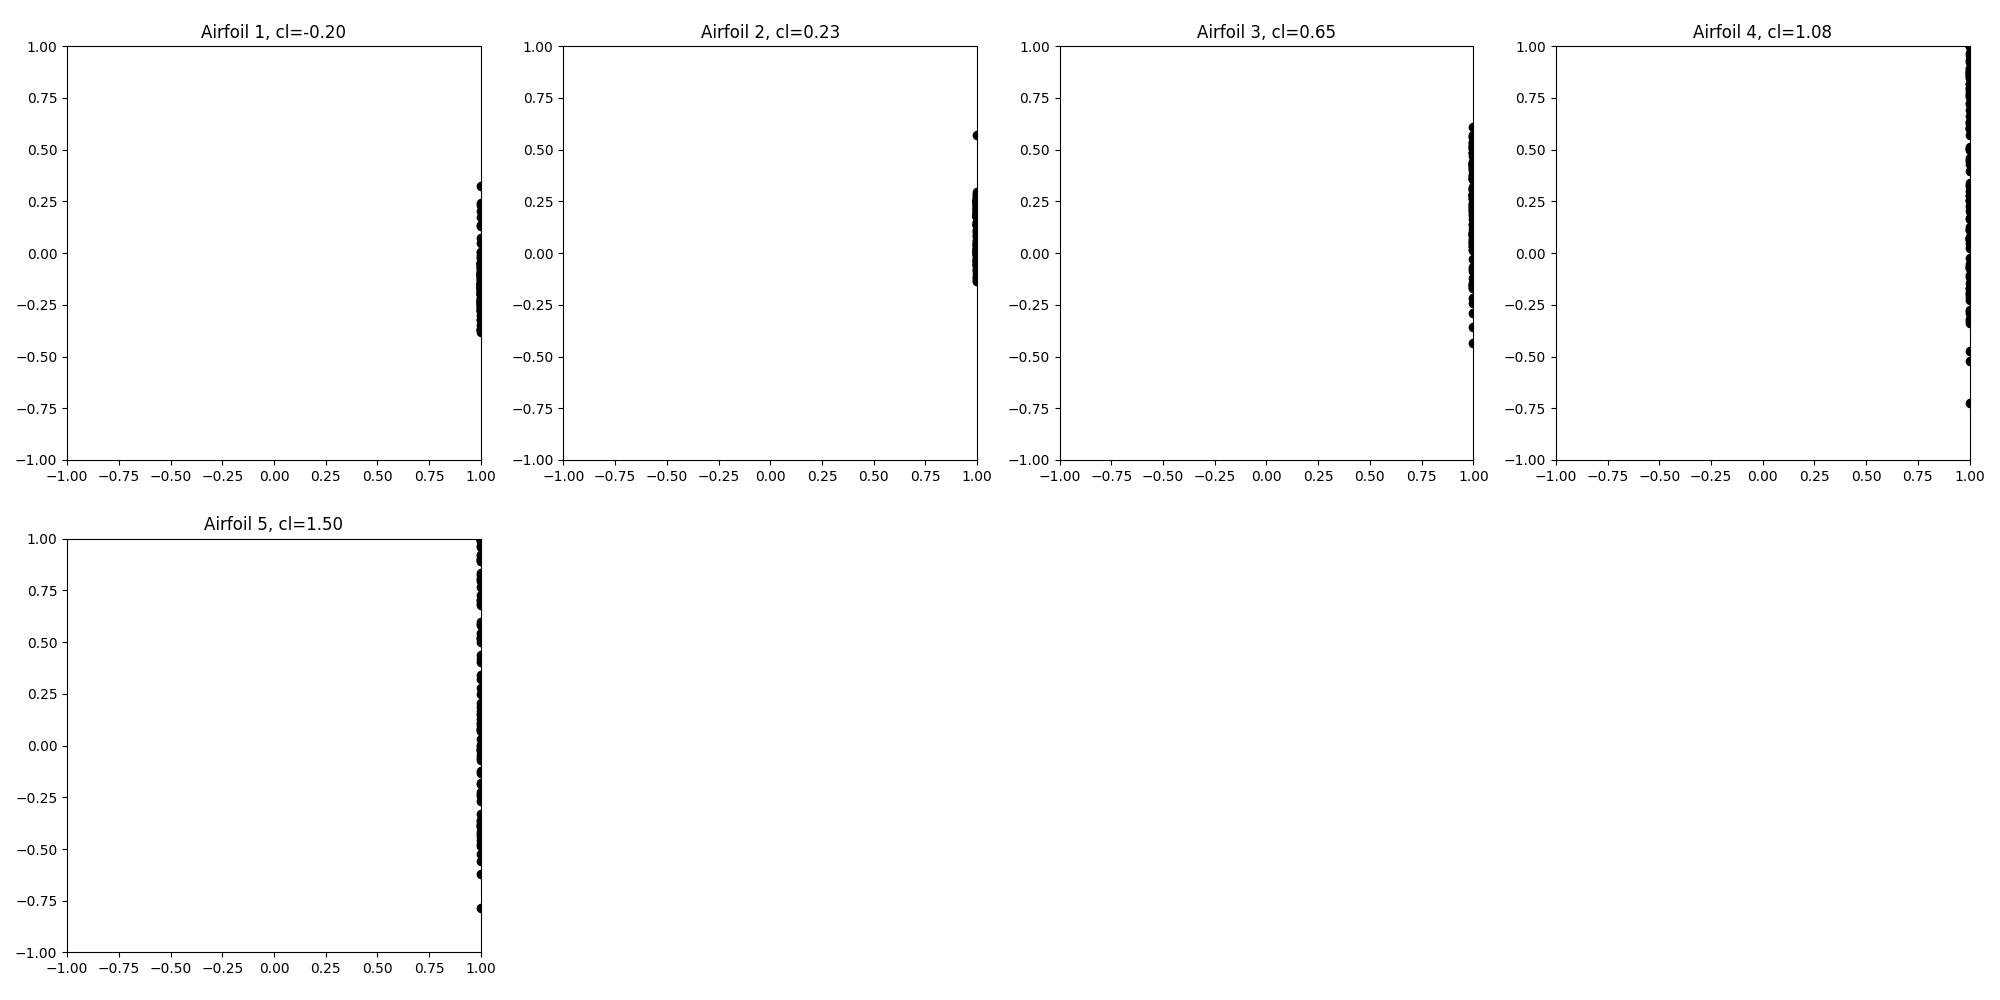 Airfoil 1, cl=-0.20
Airfoil 2, cl=0.23
Airfoil 3, cl=0.65
Airfoil 4, cl=1.08
1.00 1.00 1.00 1.00
0.75 0.75 0.75 0.75
0.50 0.50 0.50 0.50
0.25 0.25 0.25 0.25
0.00 0.00 0.00 0.00
−0.25 −0.25 −0.25 −0.25
−0.50 −0.50 −0.50 −0.50
−0.75 −0.75 −0.75 −0.75
−1.00 −1.00 −1.00 −1.00
−1.00 −0.75 −0.50 −0.25 0.00 0.25 0.50 0.75 1.00
−1.00 −0.75 −0.50 −0.25 0.00 0.25 0.50 0.75 1.00
−1.00 −0.75 −0.50 −0.25 0.00 0.25 0.50 0.75 1.00
−1.00 −0.75 −0.50 −0.25 0.00 0.25 0.50 0.75 1.00
Airfoil 5, cl=1.50
1.00
0.75
0.50
0.25
0.00
−0.25
−0.50
−0.75
−1.00
−1.00 −0.75 −0.50 −0.25 0.00 0.25 0.50 0.75 1.00